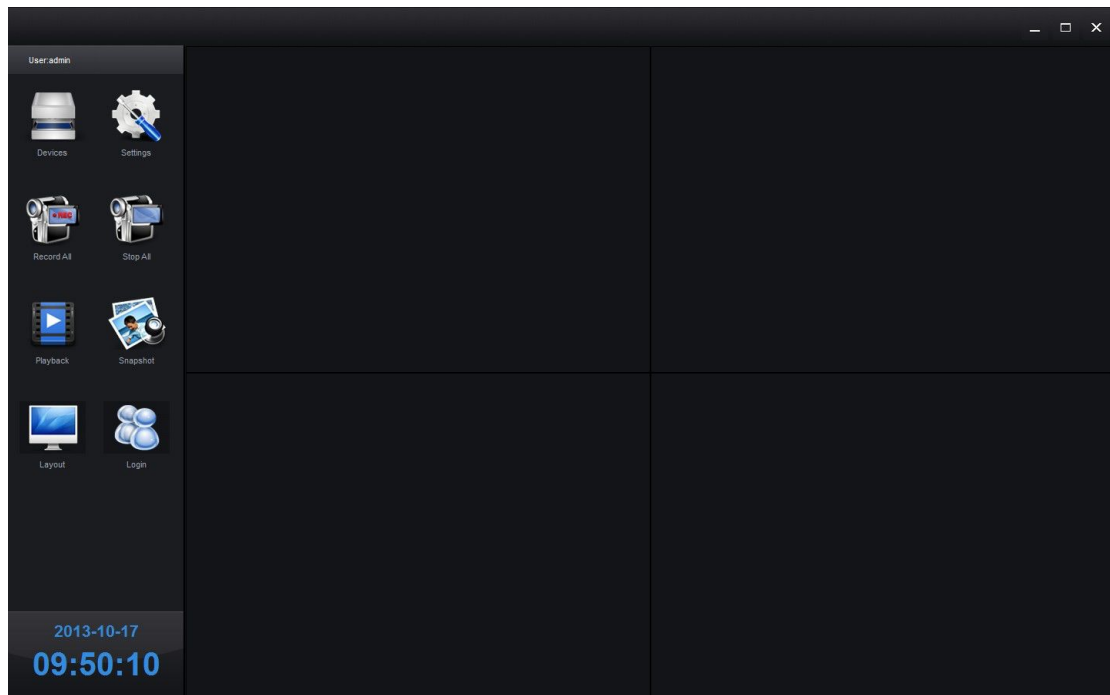 User:admin
Devices
Settings
REC
Record All
Stop All
Playback
Snapshot
Layout
Login
2013-10-17
09:50:10